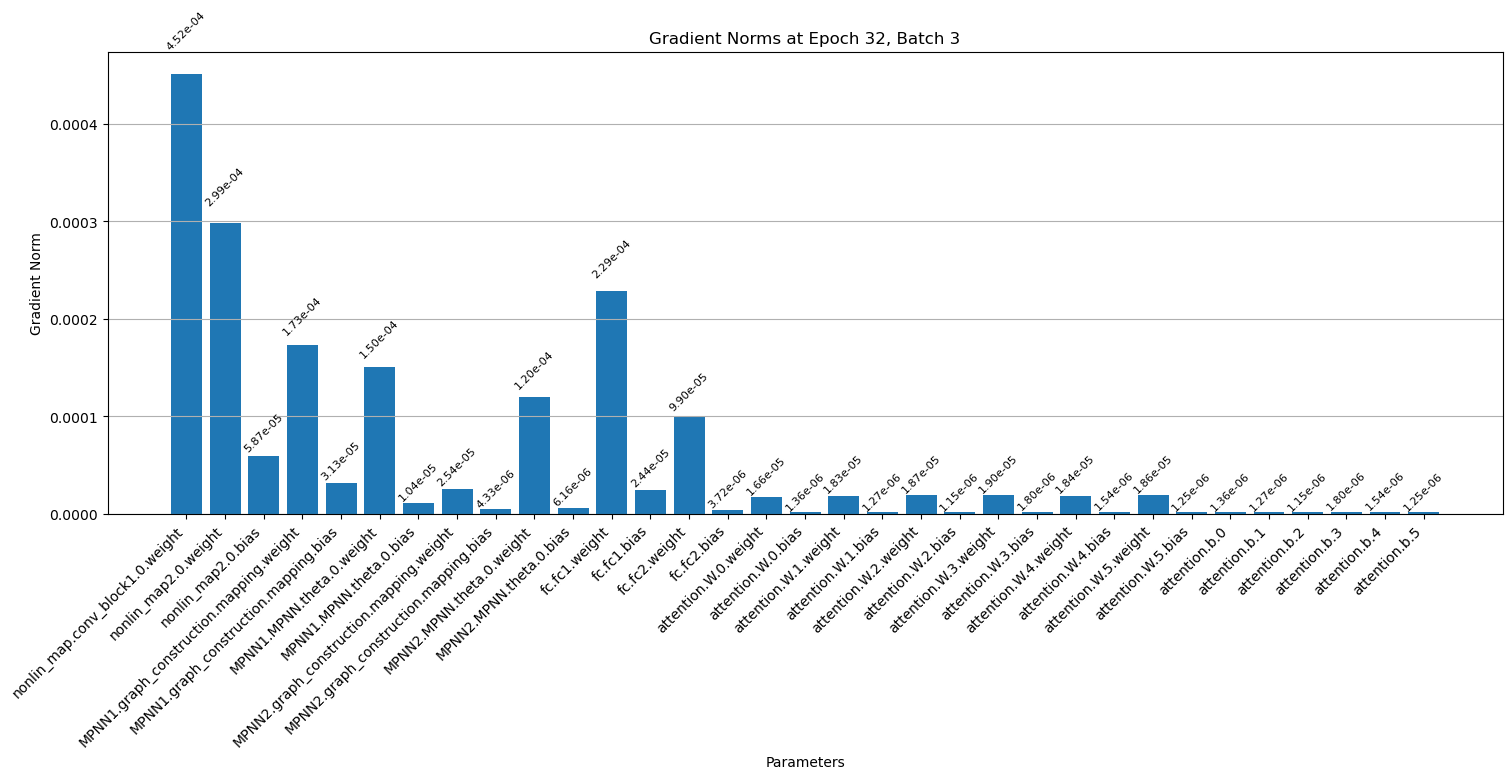 Gradient Norms at Epoch 32, Batch 3
Gradient Norm
0.0004
0.0003
0.0002
0.0001
0.0000
4.52e-04
2.99e-04
5.87e-05
1.73e-04
3.13e-05
1.50e-04
1.04e-05
2.54e-05
4.33e-06
1.20e-04
6.16e-06
2.29e-04
2.44e-05
9.90e-05
3.72e-06
1.66e-05
1.36e-06
1.83e-05
1.27e-06
1.87e-05
1.15e-06
1.90e-05
1.80e-06
1.84e-05
1.54e-06
1.86e-05
1.25e-06
1.36e-06
1.27e-06
1.15e-06
1.80e-06
1.54e-06
1.25e-06
nonlin_map.conv_block1.0.weight
nonlin_map2.0.weight
nonlin_map2.0.bias
MPNN1.graph_construction.mapping.weight
MPNN1.graph_construction.mapping.bias
MPNN1.MPNN.theta.0.weight
MPNN1.MPNN.theta.0.bias
MPNN2.graph_construction.mapping.weight
MPNN2.graph_construction.mapping.bias
MPNN2.MPNN.theta.0.weight
MPNN2.MPNN.theta.0.bias
fc.fc1.weight
fc.fc1.bias
fc.fc2.weight
fc.fc2.bias
attention.W.0.weight
attention.W.0.bias
attention.W.1.weight
attention.W.1.bias
attention.W.2.weight
attention.W.2.bias
attention.W.3.weight
attention.W.3.bias
attention.W.4.weight
attention.W.4.bias
attention.W.5.weight
attention.W.5.bias
attention.b.0
attention.b.1
attention.b.2
attention.b.3
attention.b.4
attention.b.5
Parameters